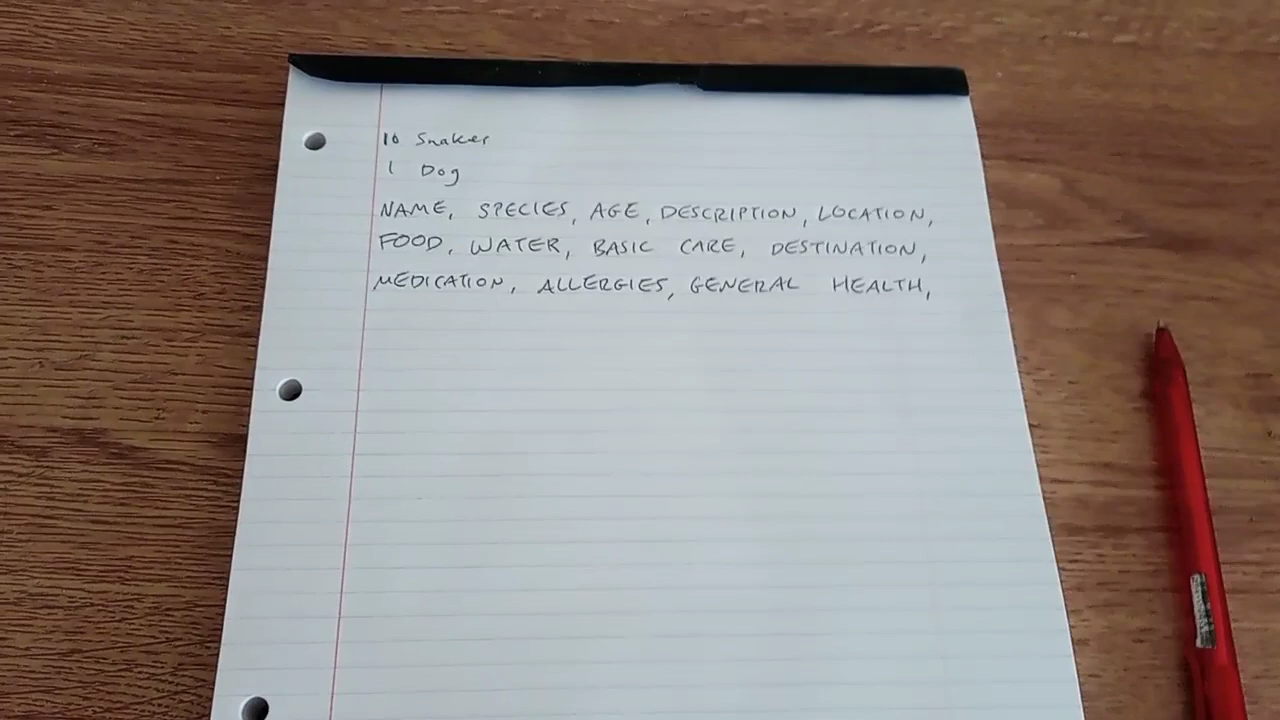 10 Snakes
1 Dog
NAME, SPECIES, AGE, DESCRIPTION, LOCATION,
FOOD, WATER, BASIC CARE, DESTINATION,
MEDICATION, ALLERGIES, GENERAL HEALTH,